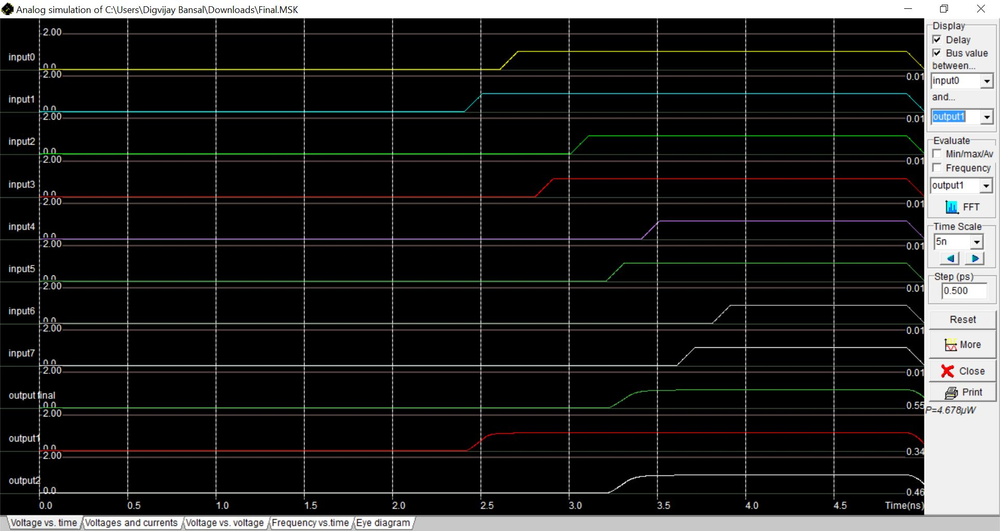 Analog simulation of C:\Users\Digvijay Bansal\Downloads\Final.MSK
2.00
input0
0.0
2.00
0.01
input1
0.0
2.00
0.01
input2
0.0
2.00
0.01
input3
0.0
2.00
0.01
input4
0.0
2.00
0.01
input5
0.0
2.00
0.01
input6
0.0
2.00
0.01
input7
0.0
2.00
0.01
output final
0.0
0.55
2.00
output1
0.0
0.34
2.00
output2
0.0
0.46
0.0 0.5 1.0 1.5 2.0 2.5 3.0 3.5 4.0 4.5 Time(ns)
Voltage vs. time Voltages and currents Voltage vs. voltage Frequency vs.time Eye diagram
Display
Delay
Bus value
between...
input0
and...
output1
Evaluate
Min/max/Av
Frequency
output1
FFT
Time Scale
5n
Step (ps)
0.500
Reset
More
Close
Print
P=4.678µW